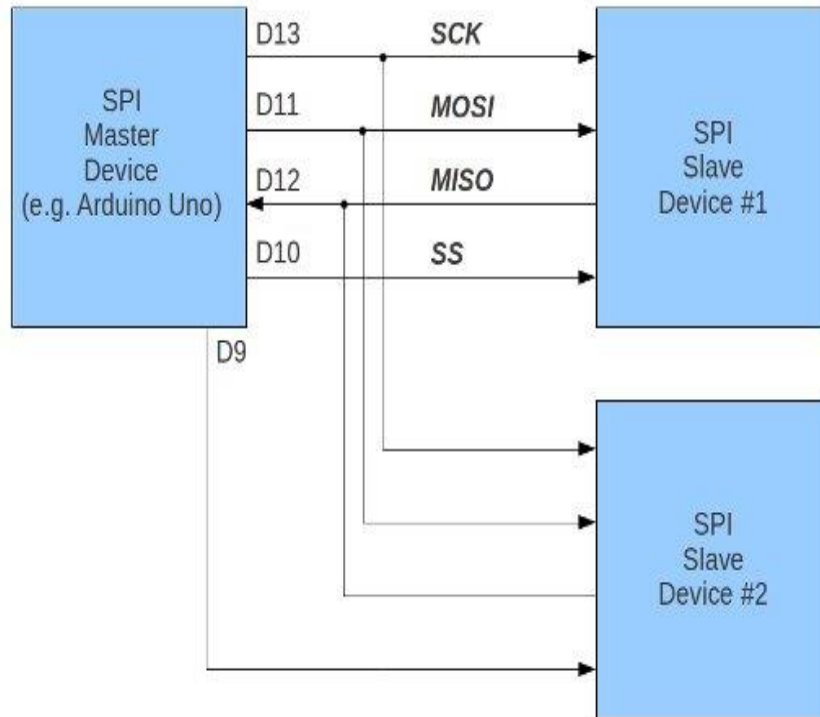 D13
SCK
D11
MOSI
D12
MISO
D10
SS
SPI
Master
Device
(e.g. Arduino Uno)
SPI
Slave
Device #1
D9
SPI
Slave
Device #2